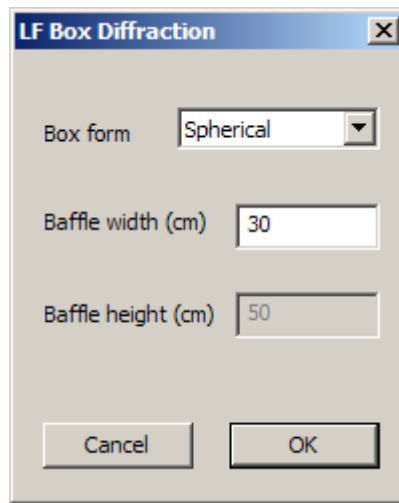 LF Box Diffraction
Box form Spherical
Baffle width (cm) 30
Baffle height (cm) 50
Cancel OK